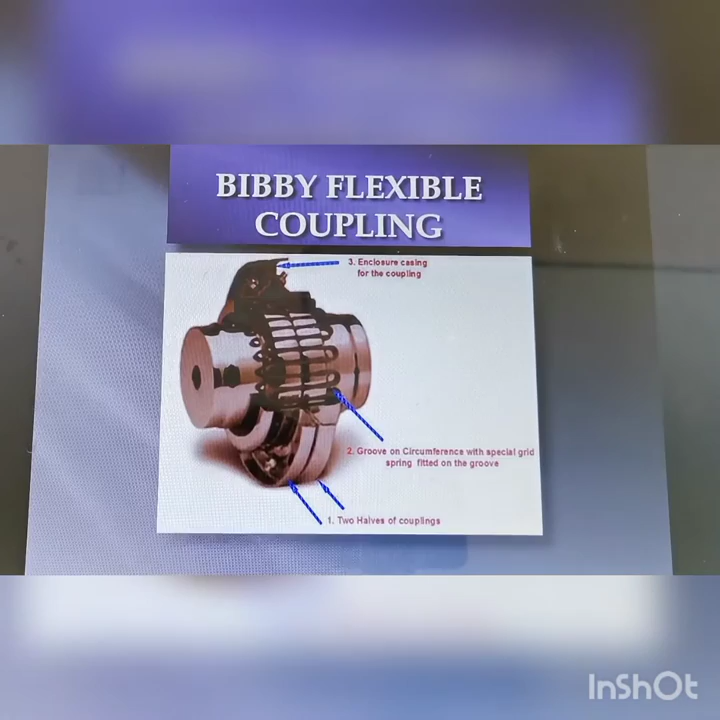 BIBBY FLEXIBLE
COUPLING
3. Enclosure casing
for the coupling
2. Groove on Circumference with special grid
spring fitted on the groove
1. Two Halves of couplings
InShOt